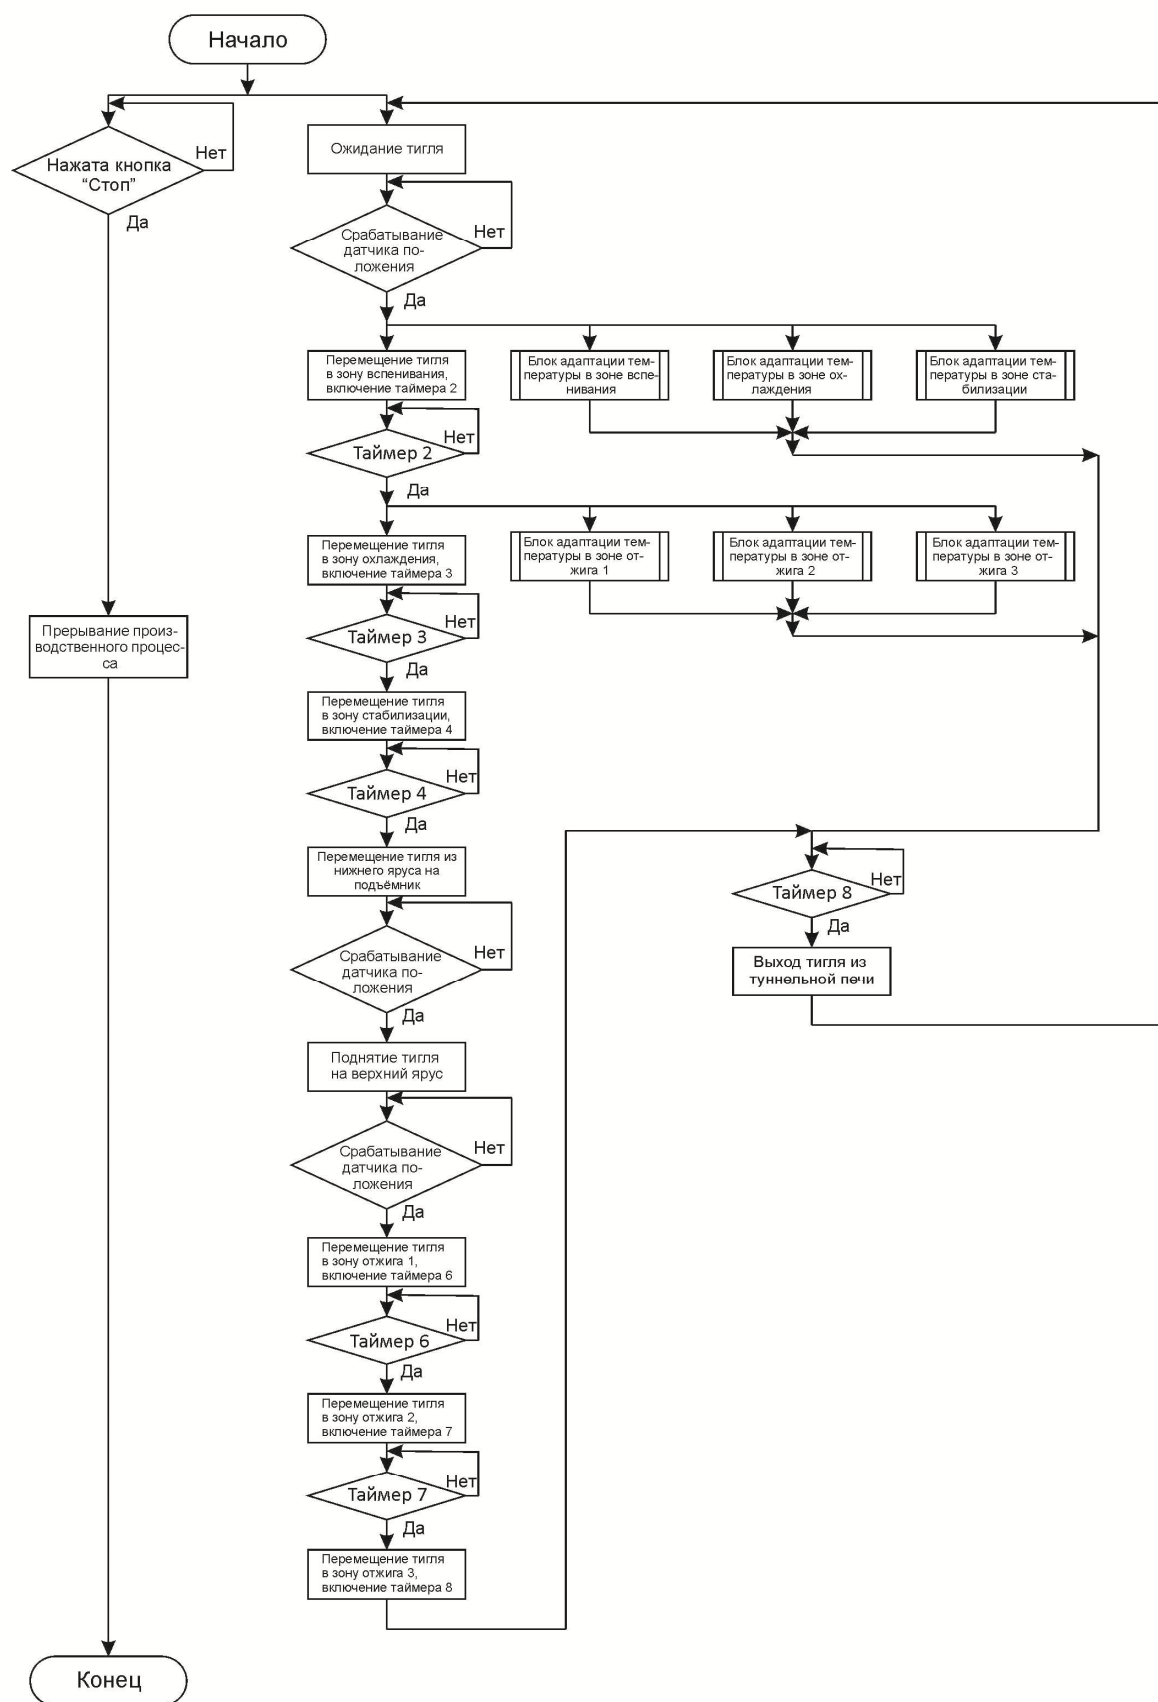 Начало
Нет
Нажата кнопка
“Стоп”
Да
Ожидание тигля
Нет
Срабатывание
датчика по-
ложения
Да
Перемещение тигля
в зону вспенивания,
включение таймера 2
Блок адаптации тем-
пературы в зоне вспе-
нивания
Блок адаптации тем-
пературы в зоне ох-
лаждения
Блок адаптации тем-
пературы в зоне ста-
билизации
Нет
Таймер 2
Да
Перемещение тигля
в зону охлаждения,
включение таймера 3
Блок адаптации тем-
пературы в зоне от-
жига 1
Блок адаптации тем-
пературы в зоне от-
жига 2
Блок адаптации тем-
пературы в зоне от-
жига 3
Нет
Таймер 3
Да
Прерывание произ-
водственного процес-
са
Перемещение тигля
в зону стабилизации,
включение таймера 4
Нет
Таймер 4
Да
Перемещение тигля из
нижнего яруса на
подъёмник
Нет
Таймер 8
Да
Выход тигля из
туннельной печи
Нет
Срабатывание
датчика по-
ложения
Да
Поднятие тигля
на верхний ярус
Нет
Срабатывание
датчика по-
ложения
Да
Перемещение тигля
в зону отжига 1,
включение таймера 6
Нет
Таймер 6
Да
Перемещение тигля
в зону отжига 2,
включение таймера 7
Нет
Таймер 7
Да
Перемещение тигля
в зону отжига 3,
включение таймера 8
Конец